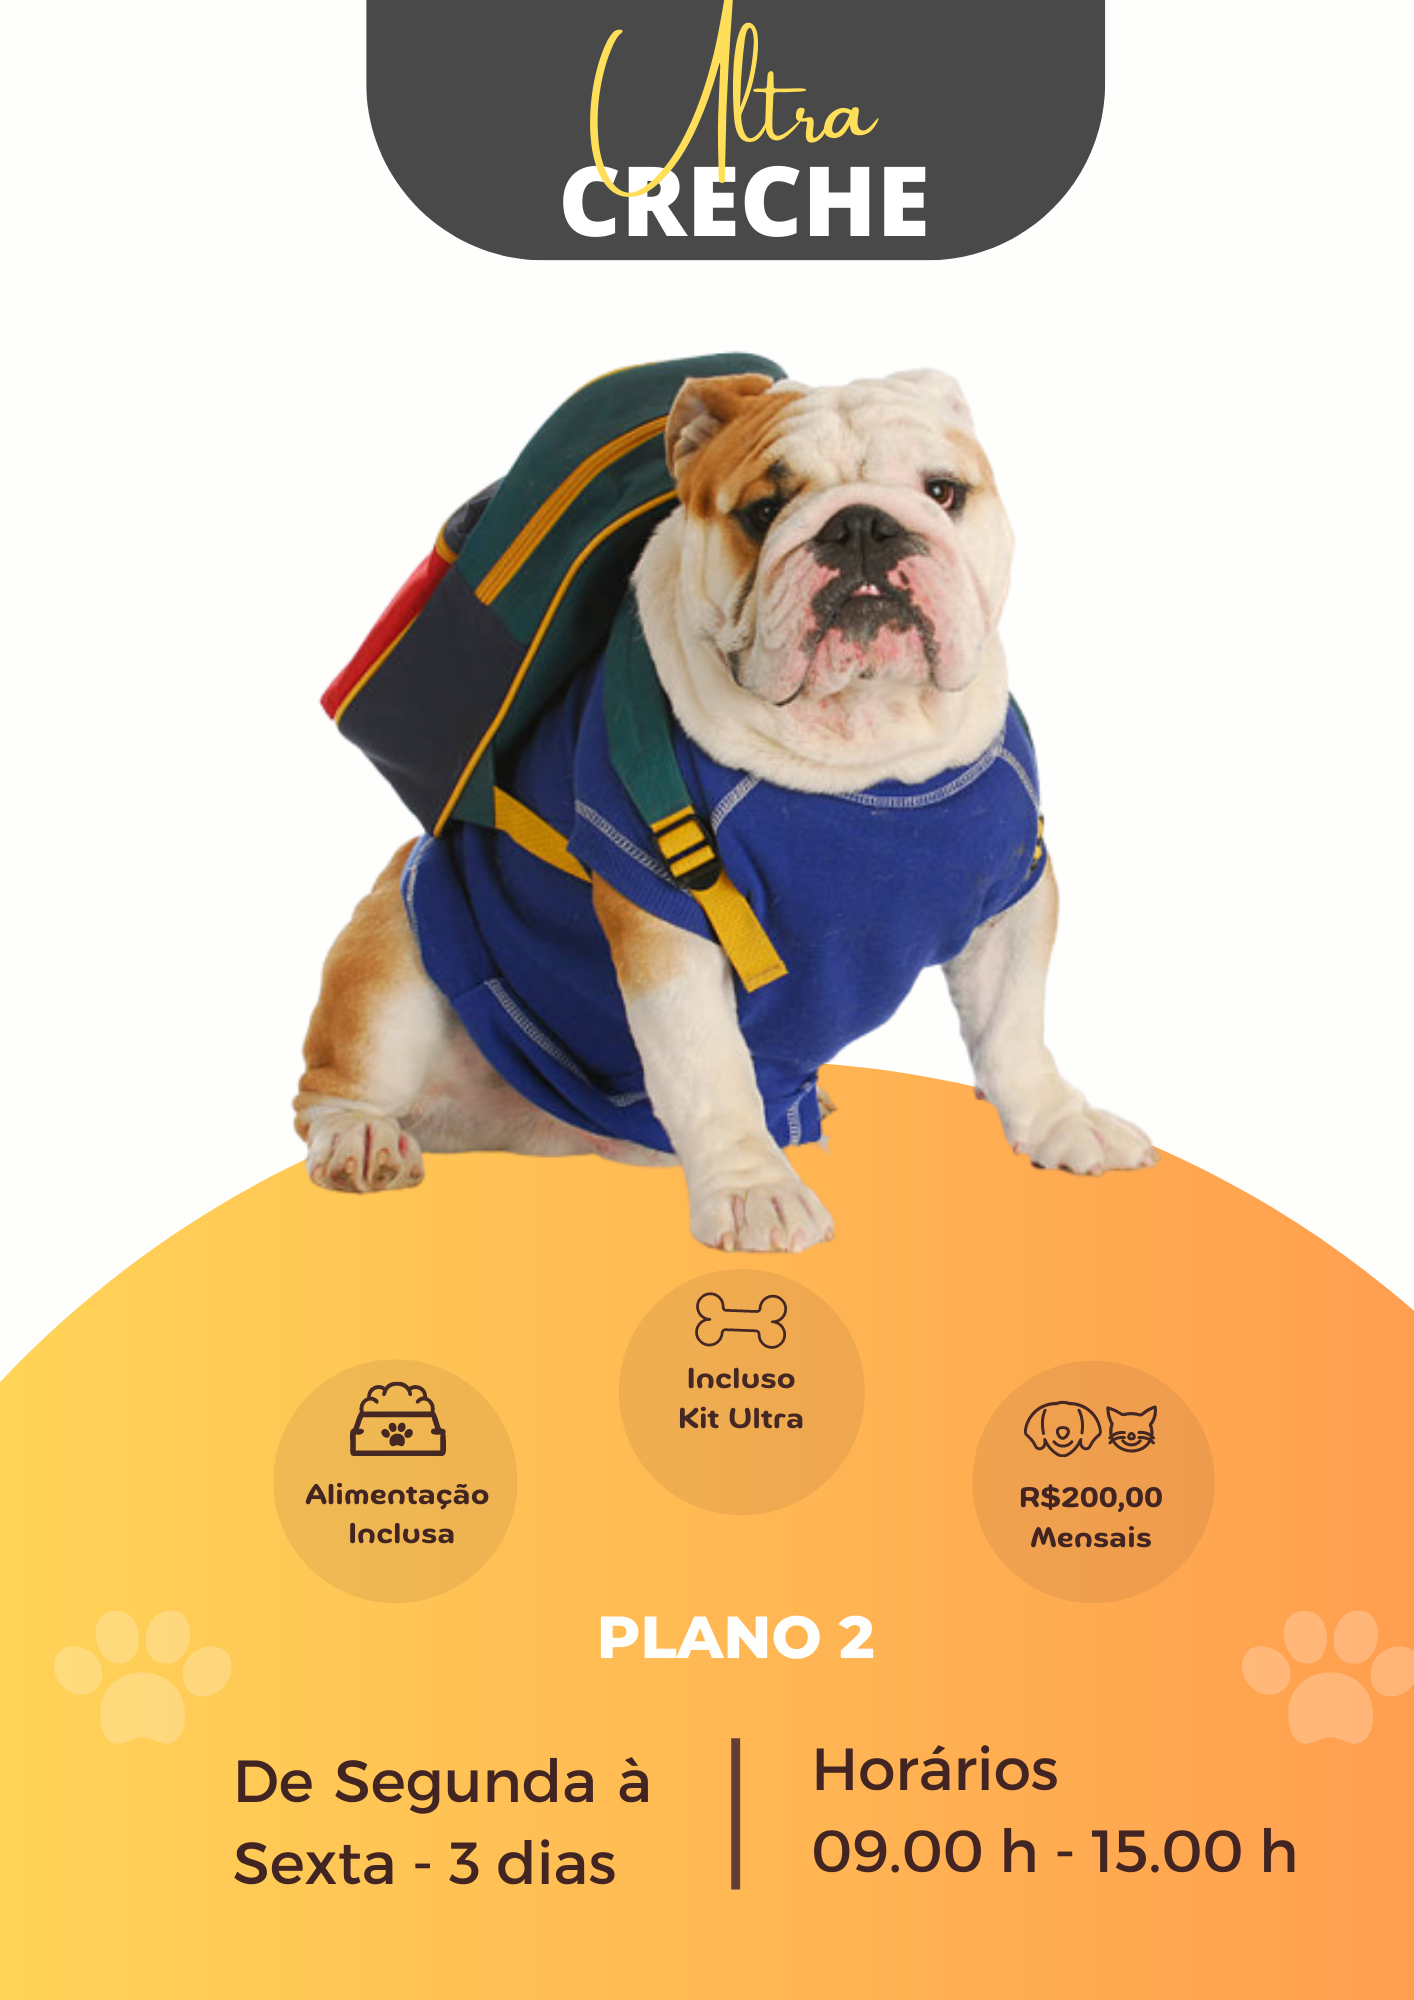 Ultra
CRECHE
Incluso
Kit Ultra
Alimentação
Inclusa
R$200,00
Mensais
PLANO 2
De Segunda à
Sexta - 3 dias
Horários
09.00 h - 15.00 h